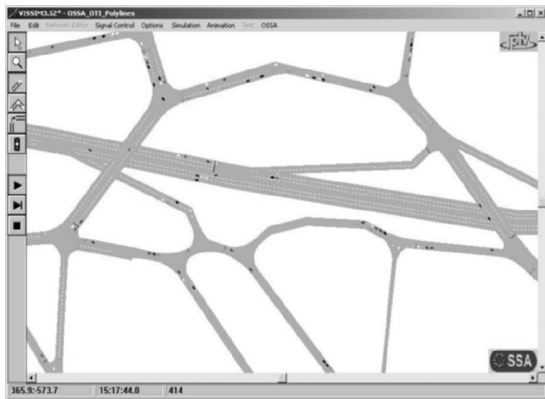 VISSIM3.52* - OSSA_DTI_Polylines
File Edit Network Editor Signal Control Options Simulation Animation Test OSSA
SSA
365.9:-573.7 15:17:44.0 414